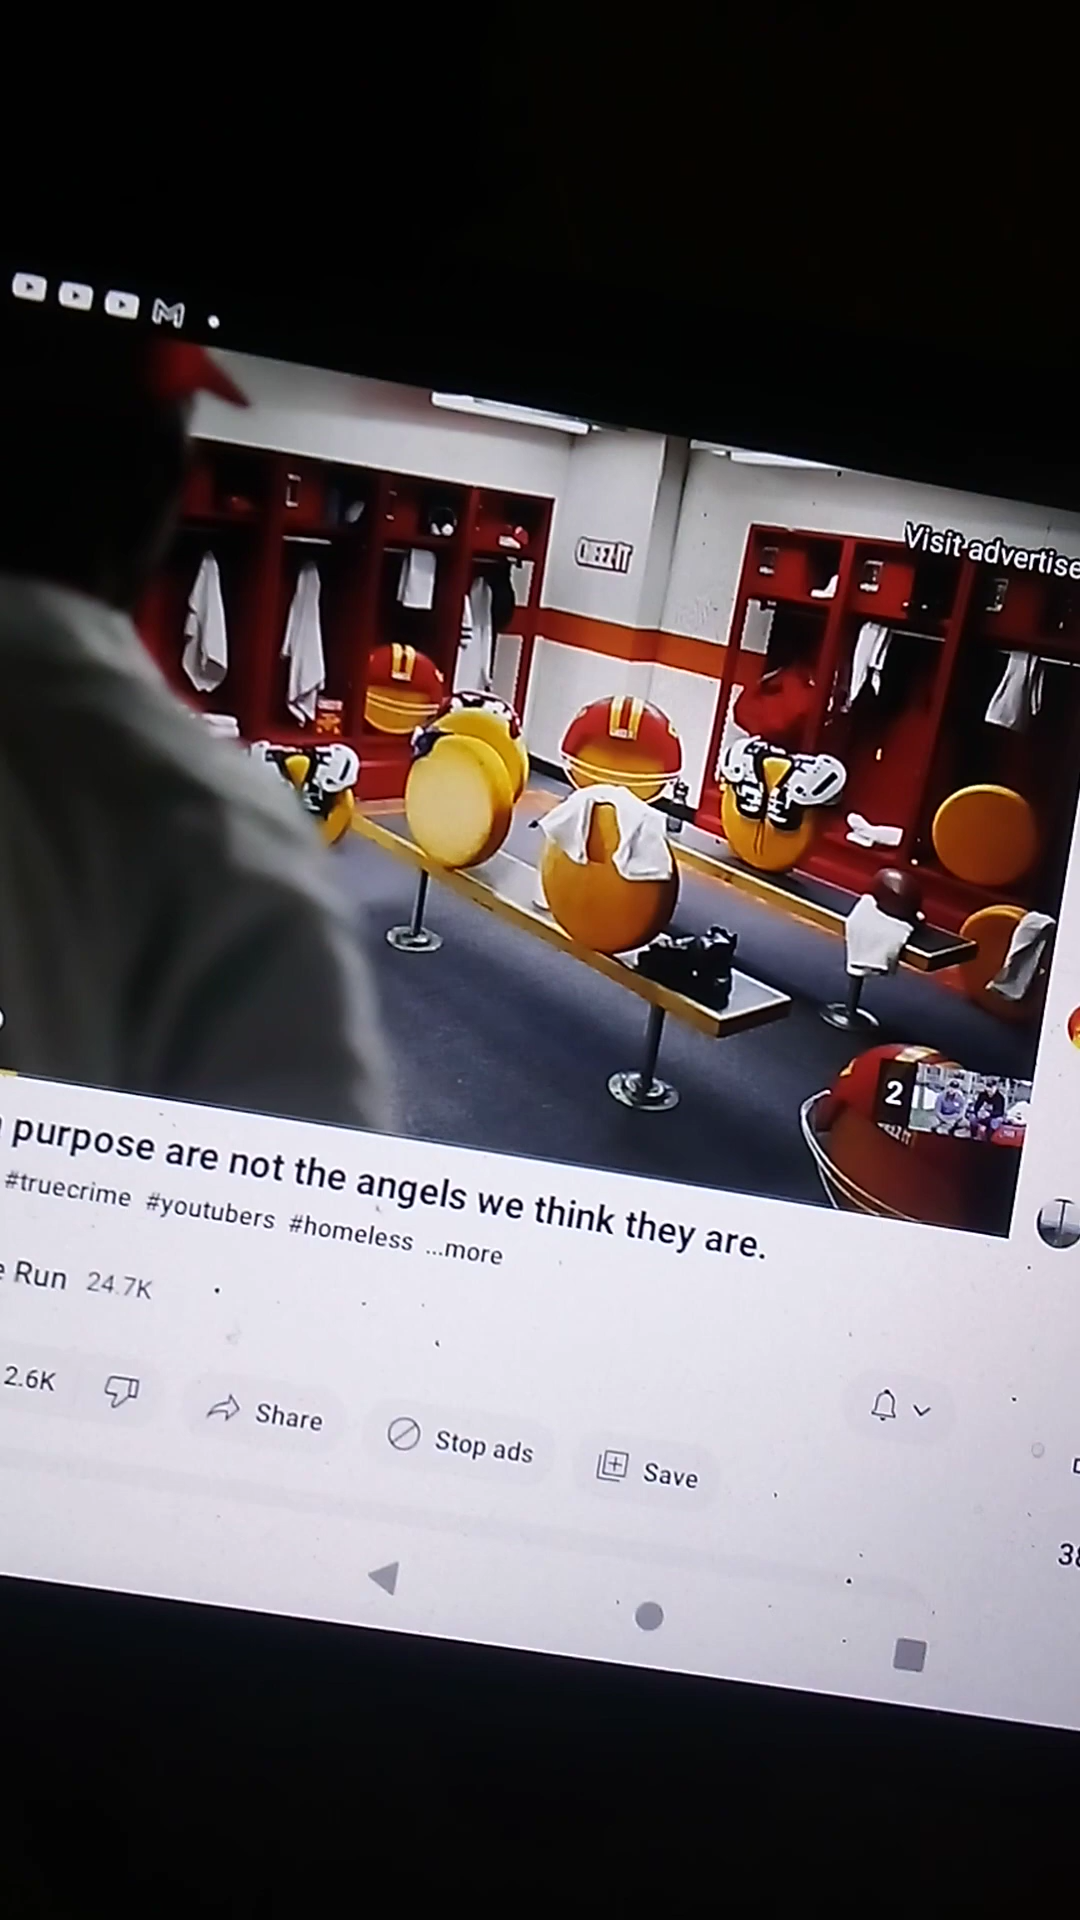 Visit advertise
CHEEZ-IT
2
purpose are not the angels we think they are.
#truecrime #youtubers #homeless ...more
e Run 24.7K
2.6K
Share
Stop ads
Save
38